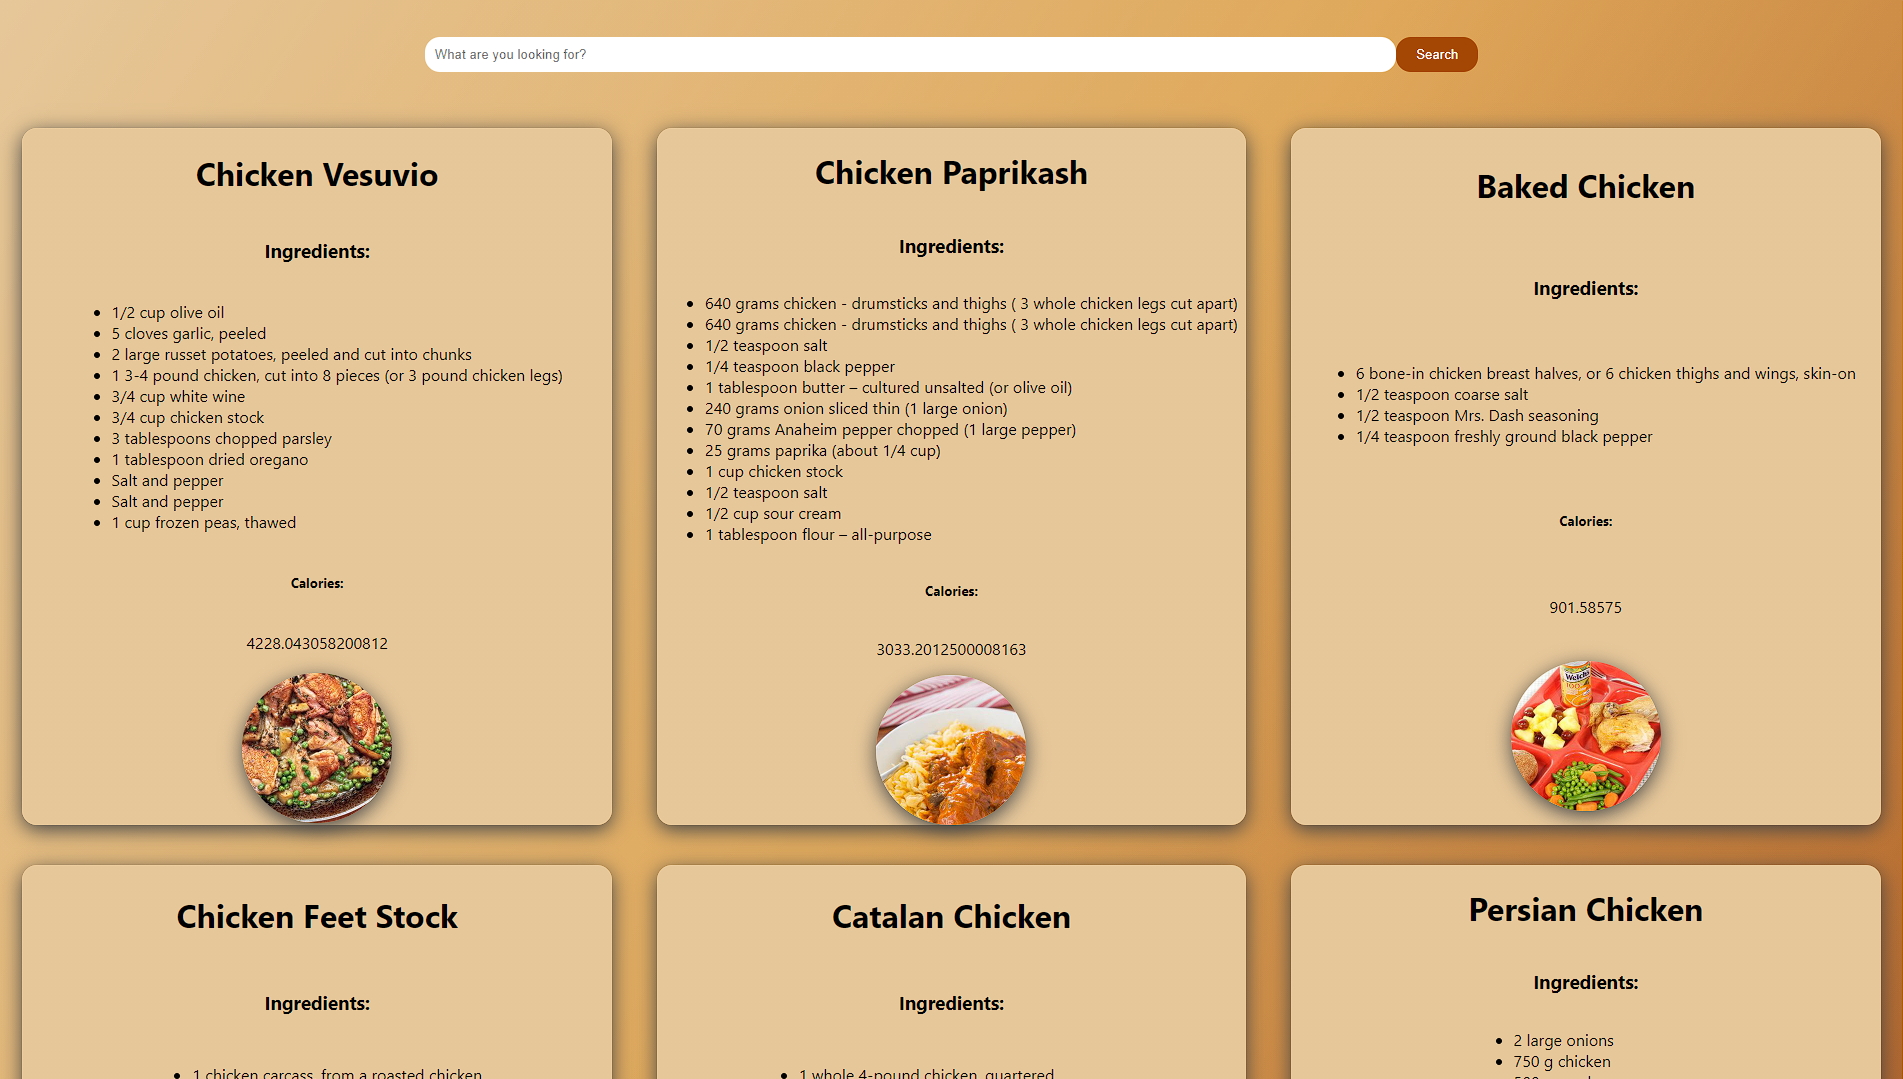 What are you looking for?
Search
Chicken Vesuvio
Ingredients:
1/2 cup olive oil
5 cloves garlic, peeled
2 large russet potatoes, peeled and cut into chunks
1 3-4 pound chicken, cut into 8 pieces (or 3 pound chicken legs)
3/4 cup white wine
3/4 cup chicken stock
3 tablespoons chopped parsley
1 tablespoon dried oregano
Salt and pepper
Salt and pepper
1 cup frozen peas, thawed
Calories:
4228.043058200812
Chicken Paprikash
Ingredients:
640 grams chicken - drumsticks and thighs ( 3 whole chicken legs cut apart)
640 grams chicken - drumsticks and thighs ( 3 whole chicken legs cut apart)
1/2 teaspoon salt
1/4 teaspoon black pepper
1 tablespoon butter – cultured unsalted (or olive oil)
240 grams onion sliced thin (1 large onion)
70 grams Anaheim pepper chopped (1 large pepper)
25 grams paprika (about 1/4 cup)
1 cup chicken stock
1/2 teaspoon salt
1/2 cup sour cream
1 tablespoon flour – all-purpose
Calories:
3033.2012500008163
Baked Chicken
Ingredients:
6 bone-in chicken breast halves, or 6 chicken thighs and wings, skin-on
1/2 teaspoon coarse salt
1/2 teaspoon Mrs. Dash seasoning
1/4 teaspoon freshly ground black pepper
Calories:
901.58575
Welch's
100
Chicken Feet Stock
Ingredients:
1 chicken carcass, from a roasted chicken
Catalan Chicken
Ingredients:
1 whole 4-pound chicken, quartered
Persian Chicken
Ingredients:
2 large onions
750 g chicken